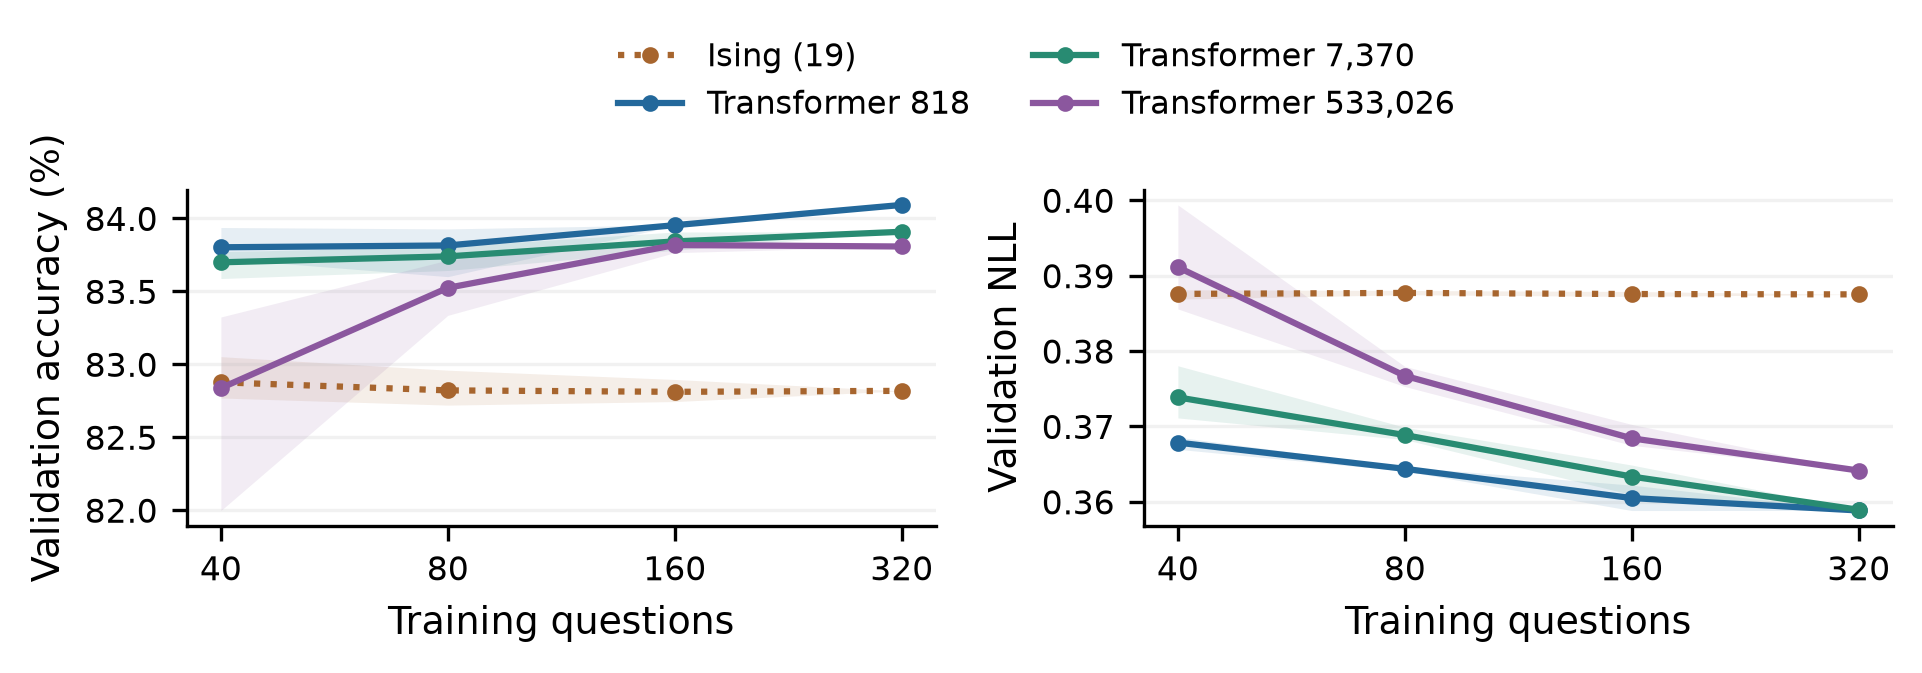 Ising (19)
Transformer 818
Transformer 7,370
Transformer 533,026
Validation accuracy (%)
84.0
83.5
83.0
82.5
82.0
40 80 160 320
Training questions
Validation NLL
0.40
0.39
0.38
0.37
0.36
40 80 160 320
Training questions